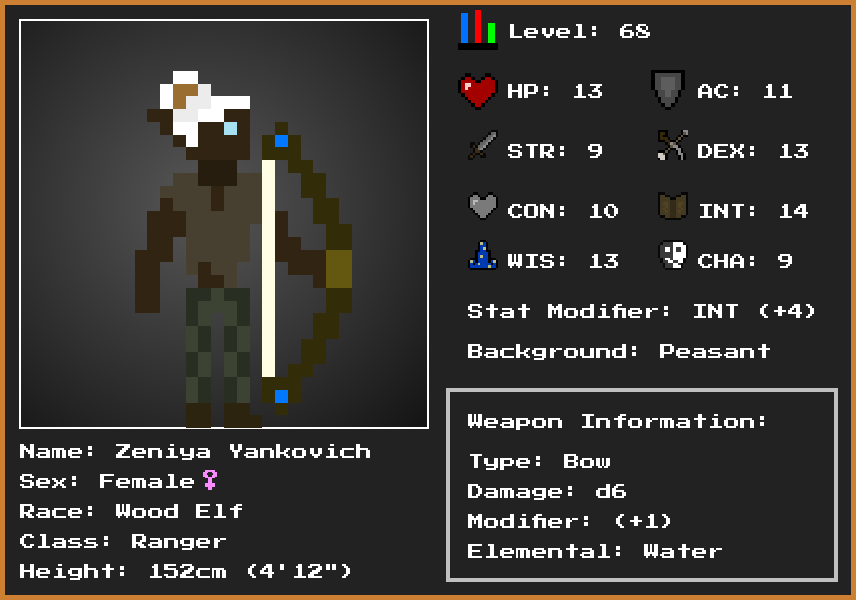 Level: 68
HP: 13
AC: 11
STR: 9
DEX: 13
CON: 10
INT: 14
WIS: 13
CHA: 9
Stat Modifier: INT (+4)
Background: Peasant
Name: Zeniya Yankovich
Sex: Female♀
Race: Wood Elf
Class: Ranger
Height: 152cm (4'12")
Weapon Information:
Type: Bow
Damage: d6
Modifier: (+1)
Elemental: Water